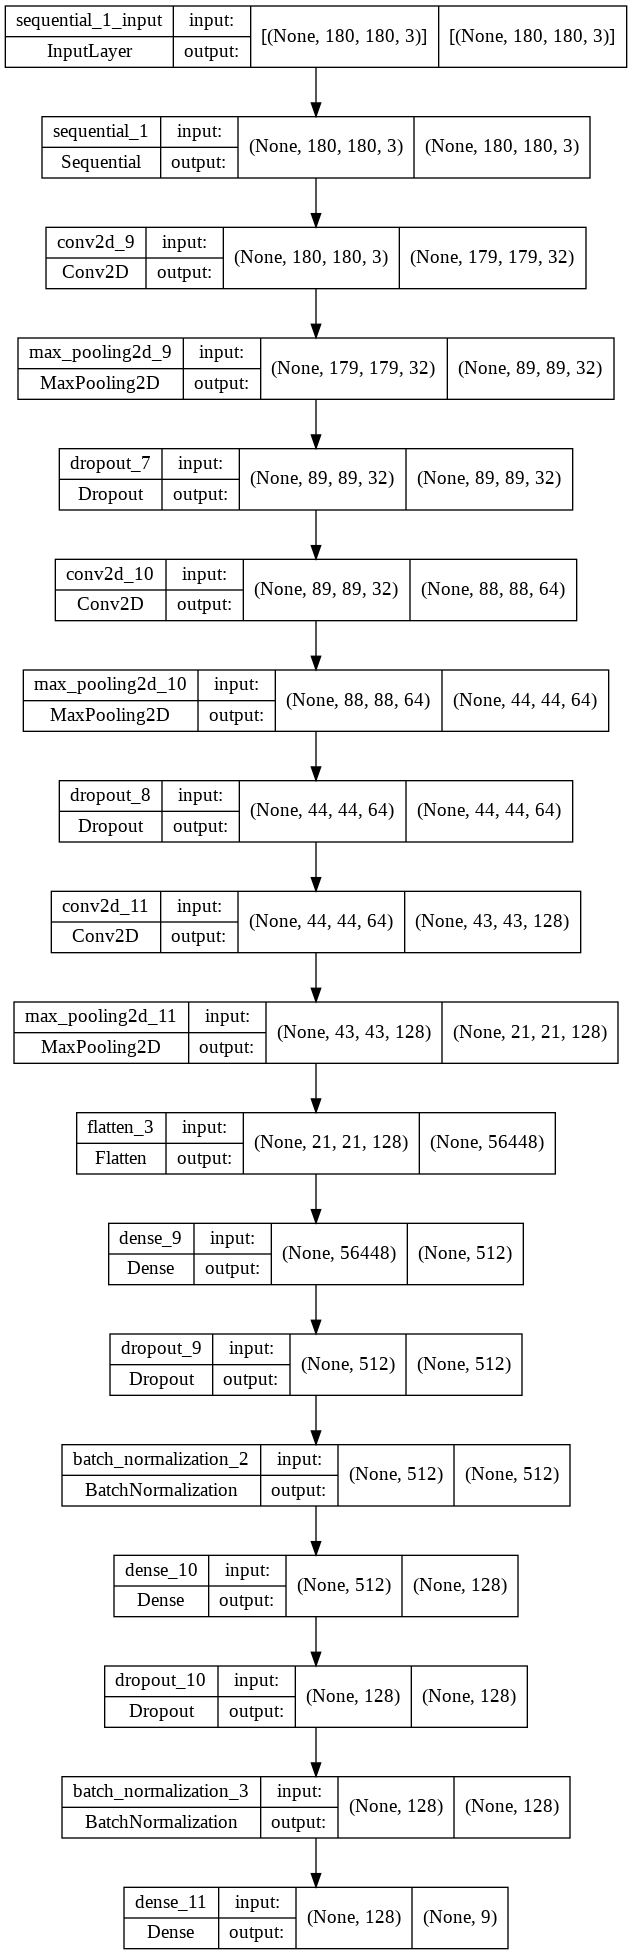 sequential_1_input input: [(None, 180, 180, 3)] [(None, 180, 180, 3)]
InputLayer output:
sequential_1 input: (None, 180, 180, 3) (None, 180, 180, 3)
Sequential output:
conv2d_9 input: (None, 180, 180, 3) (None, 179, 179, 32)
Conv2D output:
max_pooling2d_9 input: (None, 179, 179, 32) (None, 89, 89, 32)
MaxPooling2D output:
dropout_7 input: (None, 89, 89, 32) (None, 89, 89, 32)
Dropout output:
conv2d_10 input: (None, 89, 89, 32) (None, 88, 88, 64)
Conv2D output:
max_pooling2d_10 input: (None, 88, 88, 64) (None, 44, 44, 64)
MaxPooling2D output:
dropout_8 input: (None, 44, 44, 64) (None, 44, 44, 64)
Dropout output:
conv2d_11 input: (None, 44, 44, 64) (None, 43, 43, 128)
Conv2D output:
max_pooling2d_11 input: (None, 43, 43, 128) (None, 21, 21, 128)
MaxPooling2D output:
flatten_3 input: (None, 21, 21, 128) (None, 56448)
Flatten output:
dense_9 input: (None, 56448) (None, 512)
Dense output:
dropout_9 input: (None, 512) (None, 512)
Dropout output:
batch_normalization_2 input: (None, 512) (None, 512)
BatchNormalization output:
dense_10 input: (None, 512) (None, 128)
Dense output:
dropout_10 input: (None, 128) (None, 128)
Dropout output:
batch_normalization_3 input: (None, 128) (None, 128)
BatchNormalization output:
dense_11 input: (None, 128) (None, 9)
Dense output: